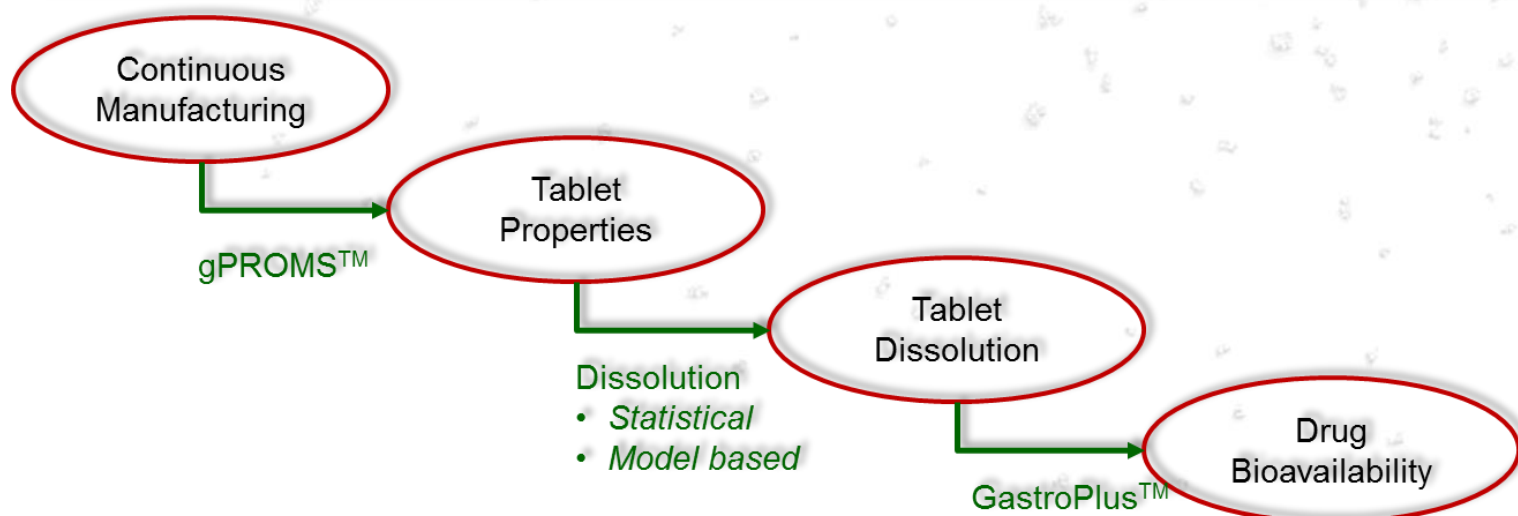 Continuous
Manufacturing
gPROMS™
Tablet
Properties
Dissolution
• Statistical
• Model based
Tablet
Dissolution
GastroPlus™
Drug
Bioavailability